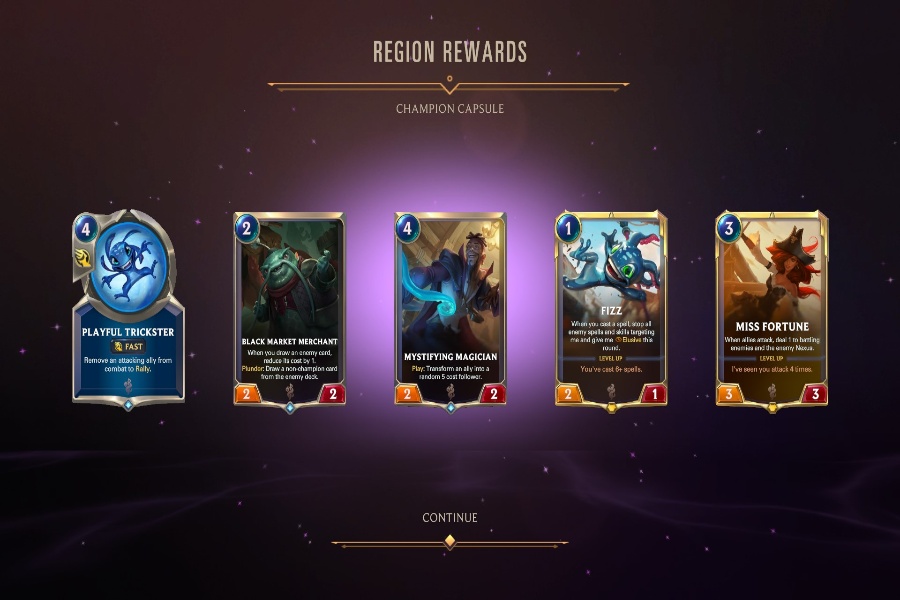 REGION REWARDS
CHAMPION CAPSULE
4
PLAYFUL TRICKSTER
FAST
Remove an attacking ally from
combat to Rally.
2
BLACK MARKET MERCHANT
When you draw an enemy card,
reduce its cost by 1.
Plunder: Draw a non-champion card
from the enemy deck.
2
2
4
MYSTIFYING MAGICIAN
Play: Transform an ally into a
random 5 cost follower.
2
2
1
FIZZ
When you cast a spell, stop all
enemy spells and skills targeting
me and give me Elusive this
round.
LEVEL UP
You've cast 6+ spells.
2
1
3
MISS FORTUNE
When allies attack, deal 1 to battling
enemies and the enemy Nexus.
LEVEL UP
I've seen you attack 4 times.
3
3
CONTINUE